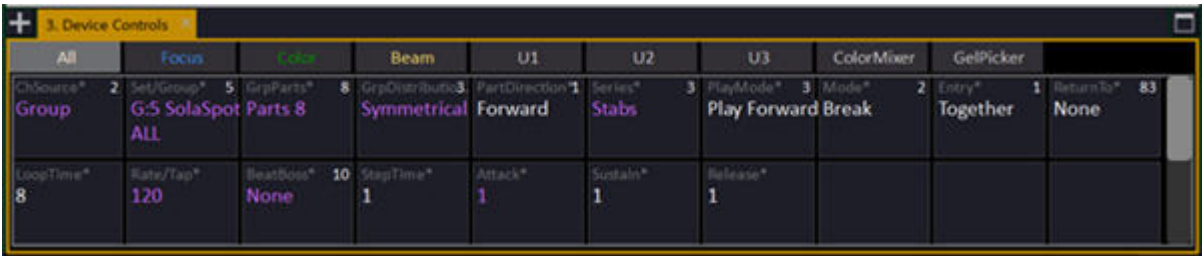 3. Device Controls
All Focus Color Beam U1 U2 U3 ColorMixer GelPicker
ChSource* 2 Set/Group* 5 GrpParts* 8 GrpDistributio 3 PartDirection* 1 Series* 3 PlayMode* 3 Mode* 2 Entry* 1 ReturnTo* 83
Group G:5 SolaSpot Parts 8 Symmetrical Forward Stabs Play Forward Break Together None
ALL
LoopTime* Rate/Tap* BeatBoss* 10 StepTime* Attack* Sustain* Release*
8 120 None 1 1 1 1